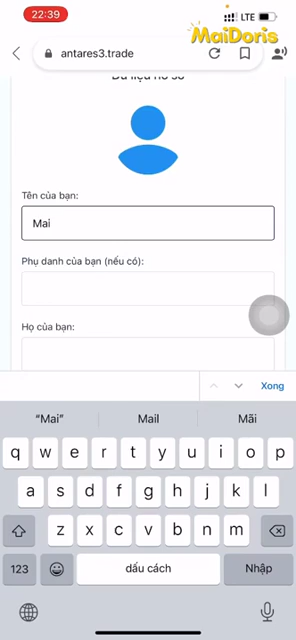 22:39
LTE
MaiDoris
antares3.trade
Dữ liệu hồ sơ
Tên của bạn:
Mai
Phụ danh của bạn (nếu có):
Họ của bạn:
Xong
“Mai” Mail Mãi
q w e r t y u i o p
a s d f g h j k l
z x c v b n m
123 dấu cách Nhập